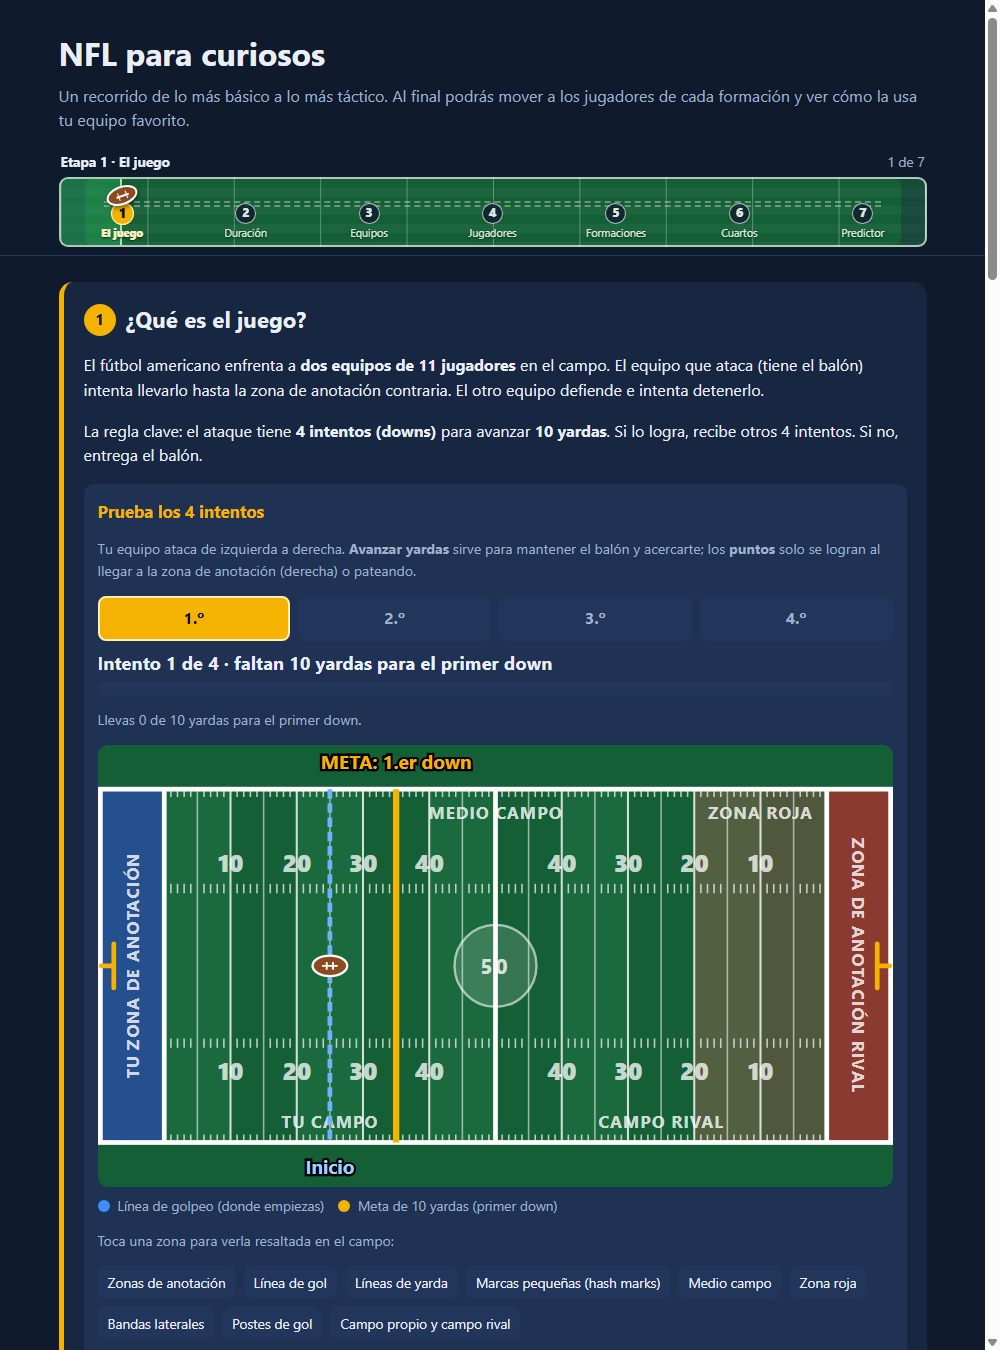 NFL para curiosos
Un recorrido de lo más básico a lo más táctico. Al final podrás mover a los jugadores de cada formación y ver cómo la usa
tu equipo favorito.
Etapa 1 · El juego
1 de 7
1
2
3
4
5
6
7
El juego
Duración
Equipos
Jugadores
Formaciones
Cuartos
Predictor
1
¿Qué es el juego?
El fútbol americano enfrenta a dos equipos de 11 jugadores en el campo. El equipo que ataca (tiene el balón)
intenta llevarlo hasta la zona de anotación contraria. El otro equipo defiende e intenta detenerlo.
La regla clave: el ataque tiene 4 intentos (downs) para avanzar 10 yardas. Si lo logra, recibe otros 4 intentos. Si no,
entrega el balón.
Prueba los 4 intentos
Tu equipo ataca de izquierda a derecha. Avanzar yardas sirve para mantener el balón y acercarte; los puntos solo se logran al
llegar a la zona de anotación (derecha) o pateando.
1.º
2.º
3.º
4.º
Intento 1 de 4 · faltan 10 yardas para el primer down
Llevas 0 de 10 yardas para el primer down.
META: 1.er down
MEDIO CAMPO
ZONA ROJA
10 20 30 40 40 30 20 10
TU ZONA DE ANOTACIÓN
50
ZONA DE ANOTACIÓN RIVAL
10 20 30 40 40 30 20 10
TU CAMPO
CAMPO RIVAL
Inicio
Línea de golpeo (donde empiezas)
Meta de 10 yardas (primer down)
Toca una zona para verla resaltada en el campo:
Zonas de anotación
Línea de gol
Líneas de yarda
Marcas pequeñas (hash marks)
Medio campo
Zona roja
Bandas laterales
Postes de gol
Campo propio y campo rival